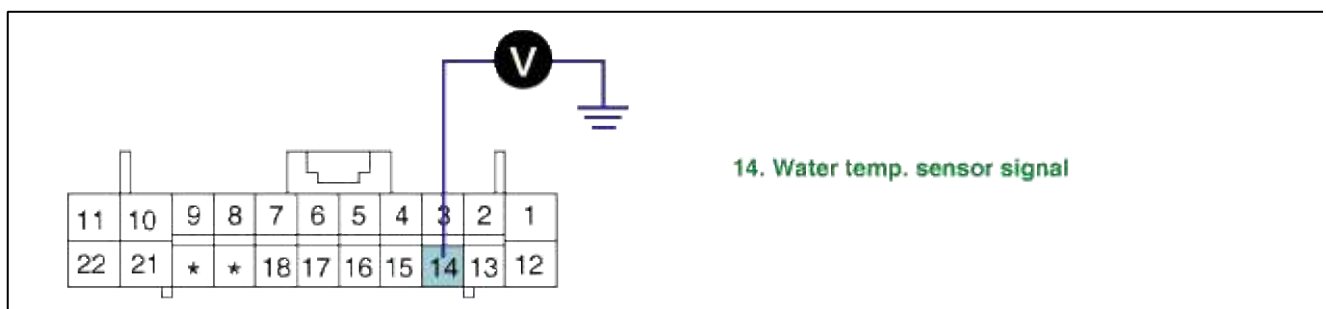 V
14. Water temp. sensor signal
11 10 9 8 7 6 5 4 3 2 1
22 21 * * 18 17 16 15 14 13 12